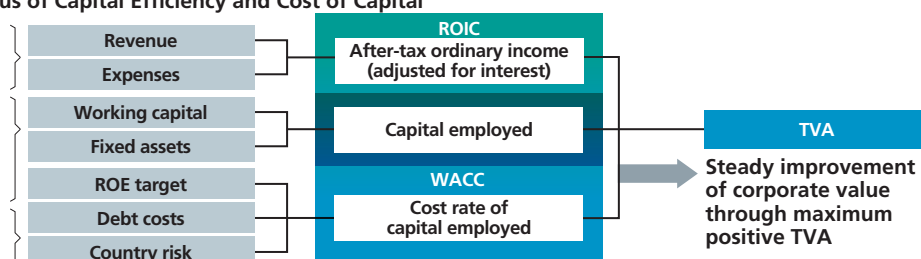 of Capital Efficiency and Cost of Capital
Revenue
Expenses
Working capital
Fixed assets
ROE target
Debt costs
Country risk
ROIC
After-tax ordinary income
(adjusted for interest)
Capital employed
WACC
Cost rate of
capital employed
TVA
Steady improvement
of corporate value
through maximum
positive TVA